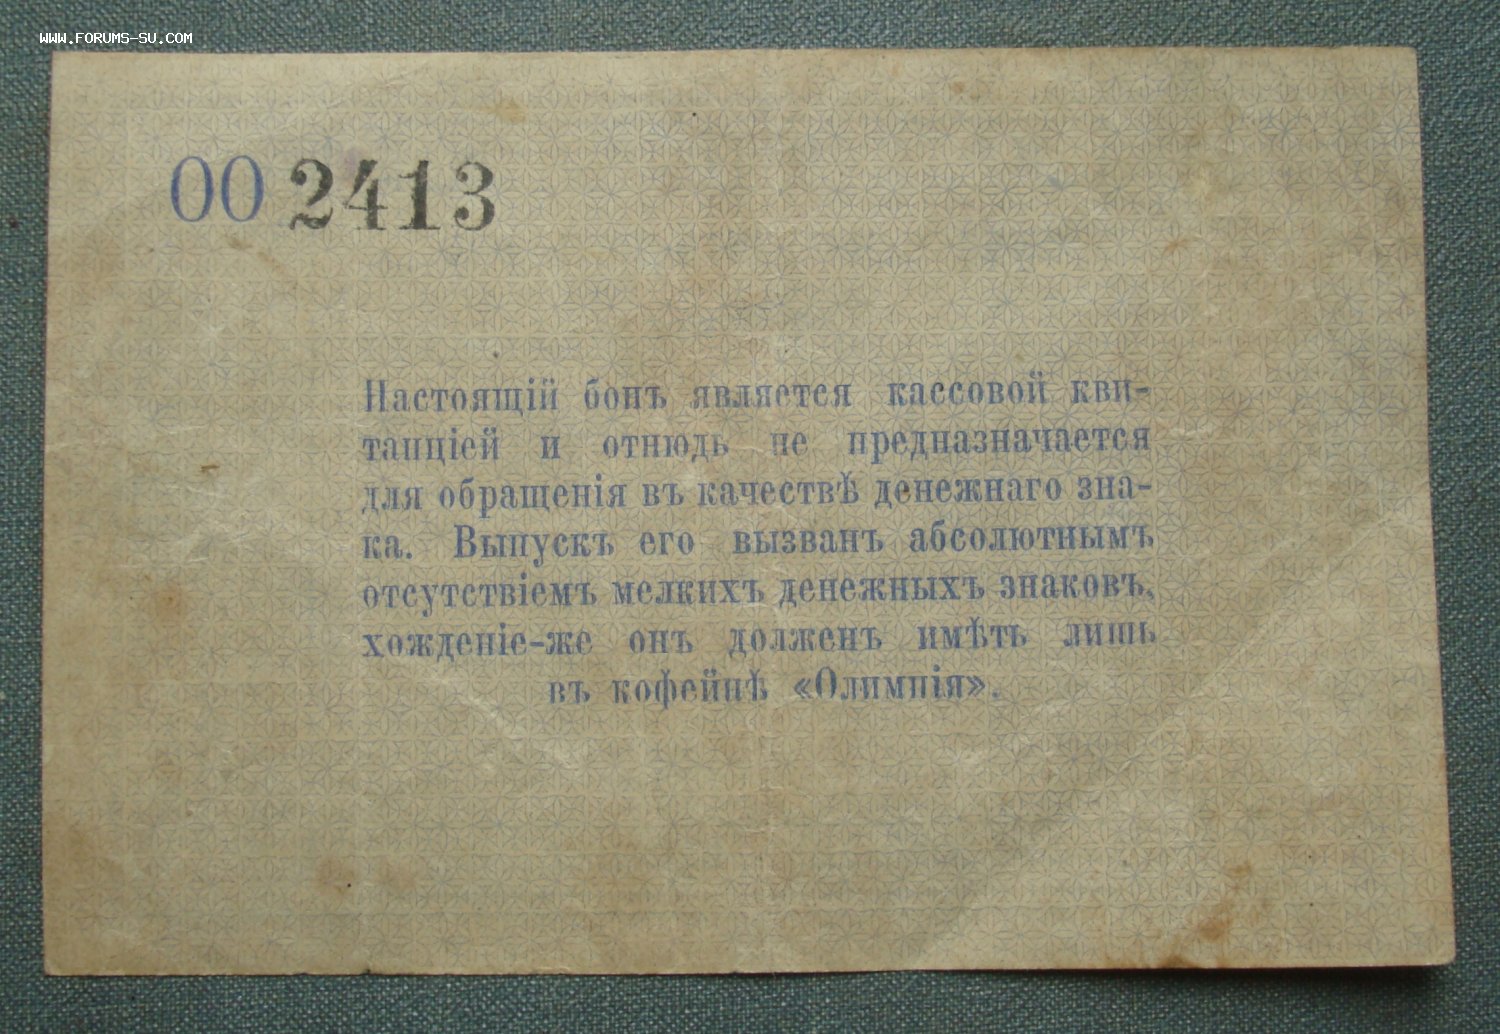 WWW.FORUMS-SU.COM
00 2413
Настоящій бонъ является кассовой кви-
танціей и отнюдь не предназначается
для обращенія въ качествѣ денежнаго зна-
ка. Выпускъ его вызванъ абсолютнымъ
отсутствіемъ мелкихъ денежныхъ знаковъ,
хожденіе-же онъ долженъ имѣть лишь
въ кофейнѣ «Олимпія».